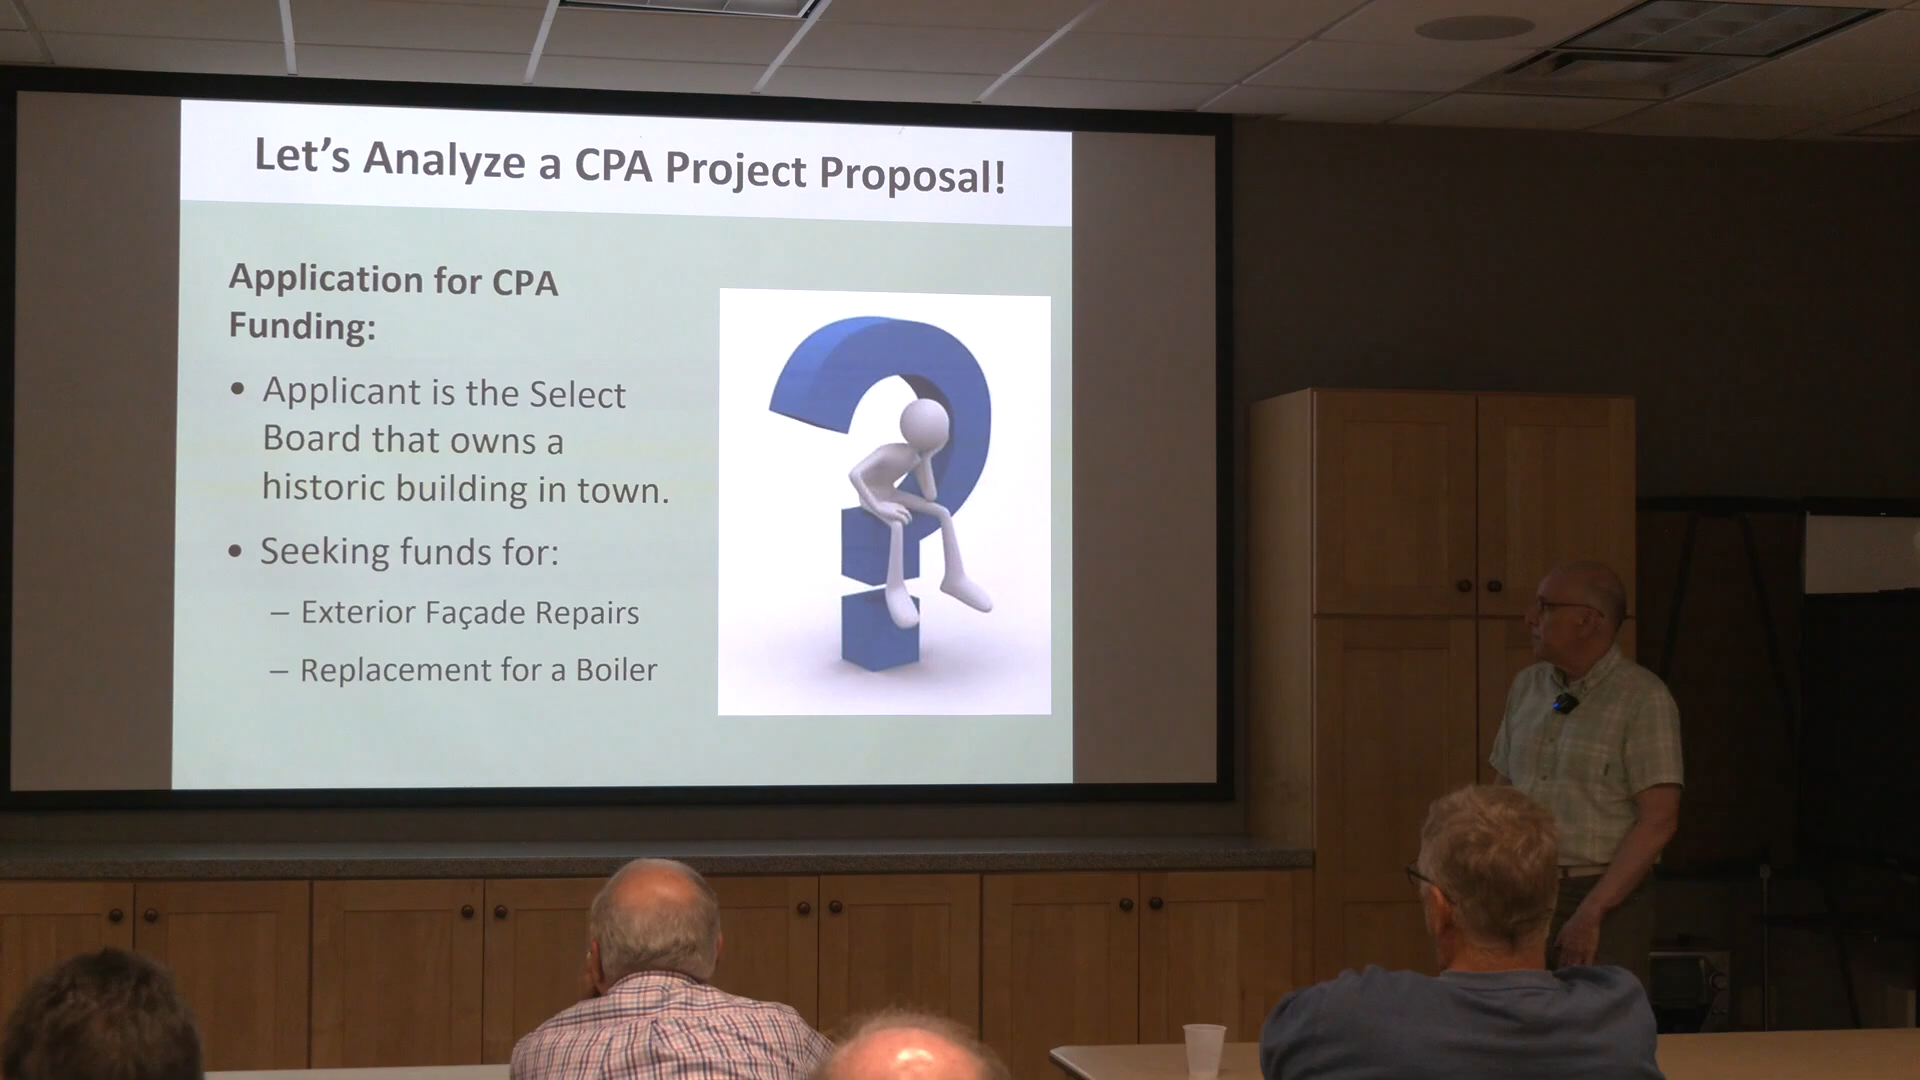 Let's Analyze a CPA Project Proposal!
Application for CPA
Funding:
• Applicant is the Select
Board that owns a
historic building in town.
• Seeking funds for:
– Exterior Façade Repairs
– Replacement for a Boiler